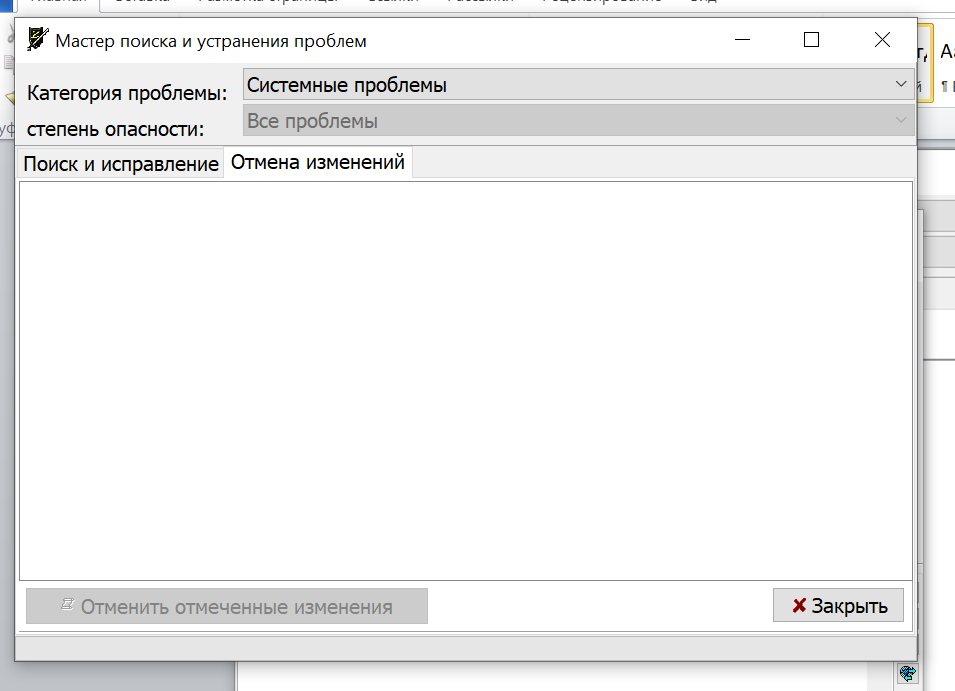 Мастер поиска и устранения проблем
Категория проблемы:
Системные проблемы
степень опасности:
Все проблемы
Поиск и исправление
Отмена изменений
Отменить отмеченные изменения
Закрыть